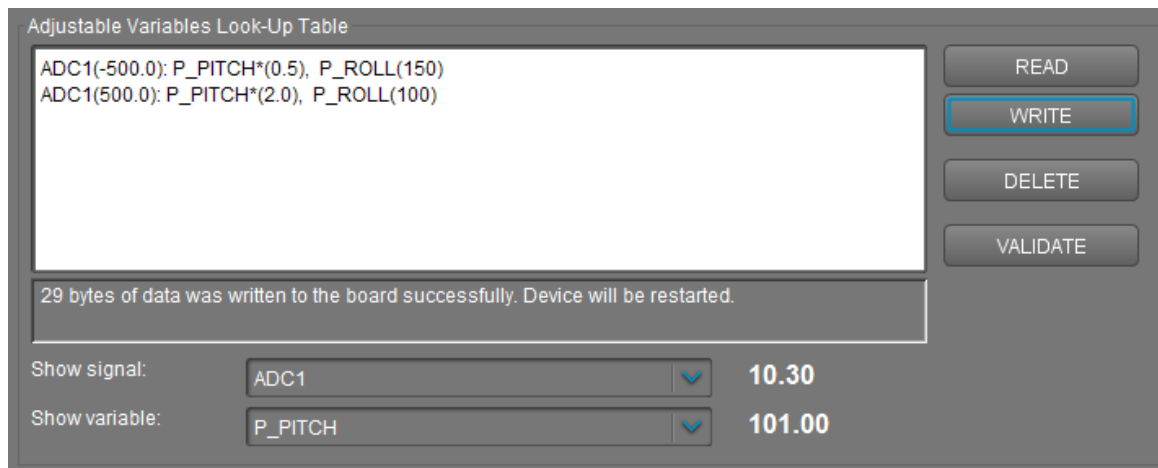 Adjustable Variables Look-Up Table
ADC1(-500.0): P_PITCH*(0.5), P_ROLL(150)
ADC1(500.0): P_PITCH*(2.0), P_ROLL(100)
READ
WRITE
DELETE
VALIDATE
29 bytes of data was written to the board successfully. Device will be restarted.
Show signal: ADC1 10.30
Show variable: P_PITCH 101.00